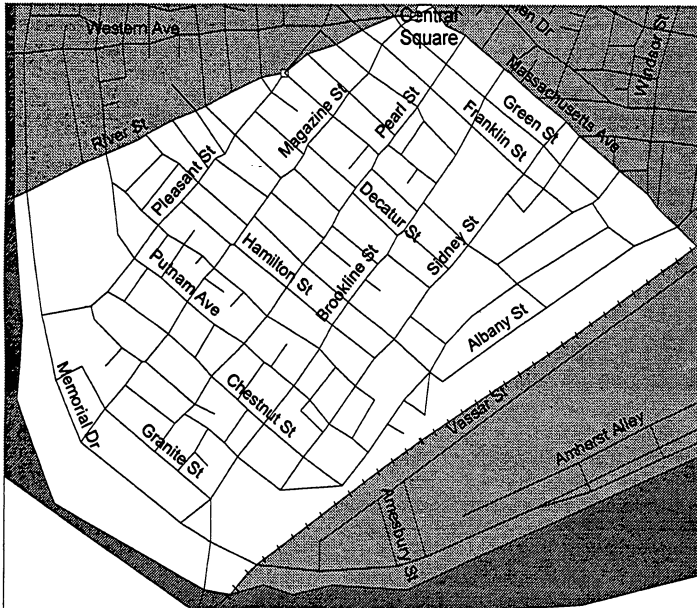 Western Ave
Central
Square
len Dr
Windsor St
Massachusetts Ave
River St
Magazine St
Pearl St
Green St
Franklin St
Pleasant St
Decatur St
Sidney St
Putnam Ave
Hamilton St
Brookline St
Albany St
Memorial Dr
Chestnut St
Granite St
Vassar St
Amherst Alley
Amesbury St